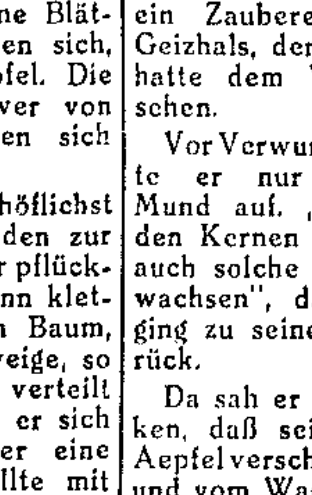 ne Blät-
en sich,
pfel. Die
ver von
en sich
höflichst
den zur
r pflück-
nn klet-
n Baum,
weige, so
verteilt
er sich
er eine
llte mit
ein Zaubere
Geizhals, der
hatte dem
schen.
Vor Verwun
te er nur
Mund auf. „
den Kernen
auch solche
wachsen", d
ging zu seine
rück.
Da sah er
ken, daß sei
Aepfel versch
und vom Wa